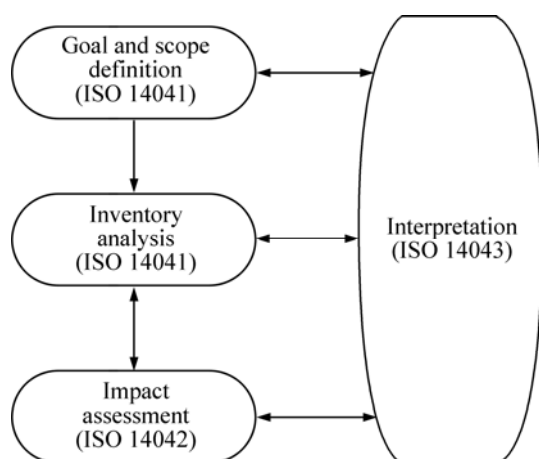 Goal and scope
definition
(ISO 14041)
Inventory
analysis
(ISO 14041)
Interpretation
(ISO 14043)
Impact
assessment
(ISO 14042)